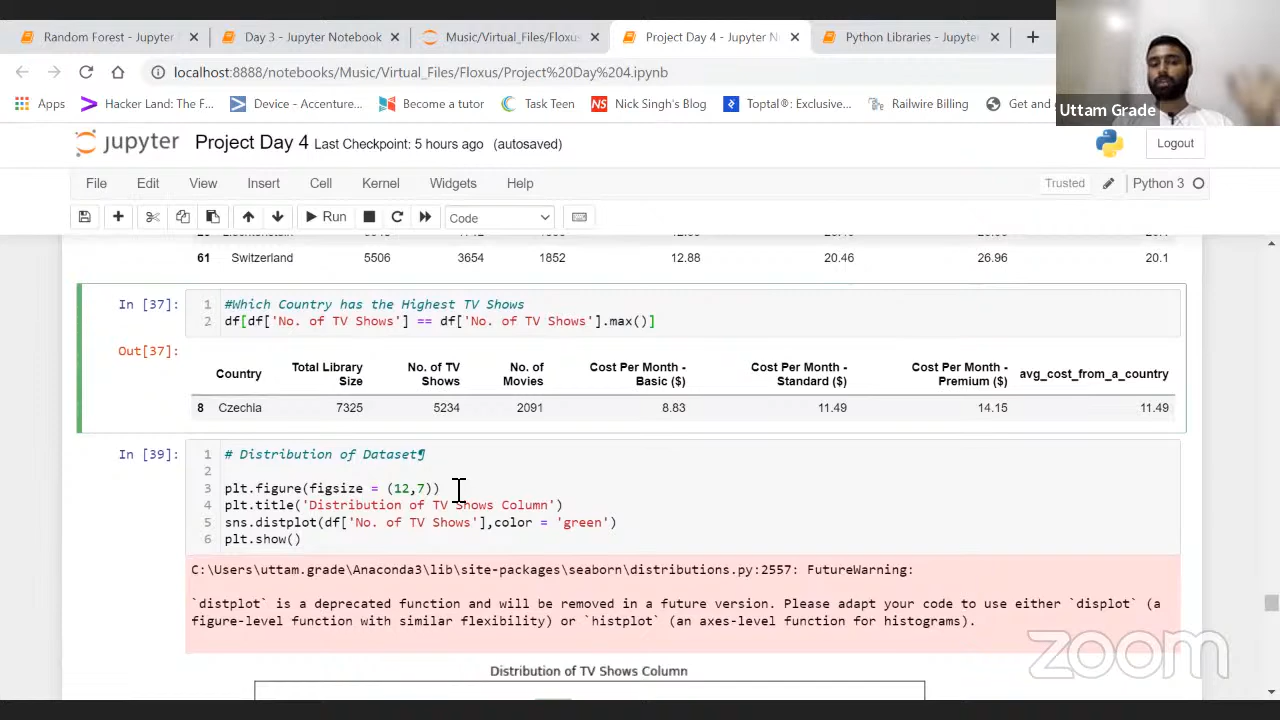 Random Forest - Jupyter
Day 3 - Jupyter Notebook
Music/Virtual_Files/Floxus
Project Day 4 - Jupyter N
Python Libraries - Jupyte
localhost:8888/notebooks/Music/Virtual_Files/Floxus/Project%20Day%204.ipynb
Apps
Hacker Land: The F...
Device - Accenture...
Become a tutor
Task Teen
NS
Nick Singh's Blog
Toptal®: Exclusive...
Railwire Billing
Get and
Uttam Grade
jupyter
Project Day 4 Last Checkpoint: 5 hours ago (autosaved)
Logout
File Edit View Insert Cell Kernel Widgets Help
Trusted
Python 3
Run
Code
61 Switzerland 5506 3654 1852 12.88 20.46 26.96 20.1
In [37]:
1 #Which Country has the Highest TV Shows
2 df[df['No. of TV Shows'] == df['No. of TV Shows'].max()]
Out[37]:
Country Total Library Size No. of TV Shows No. of Movies Cost Per Month - Basic ($) Cost Per Month - Standard ($) Cost Per Month - Premium ($) avg_cost_from_a_country
8 Czechia 7325 5234 2091 8.83 11.49 14.15 11.49
In [39]:
1 # Distribution of Dataset¶
2
3 plt.figure(figsize = (12,7))
4 plt.title('Distribution of TV Shows Column')
5 sns.distplot(df['No. of TV Shows'],color = 'green')
6 plt.show()
C:\Users\uttam.grade\Anaconda3\lib\site-packages\seaborn\distributions.py:2557: FutureWarning:
`distplot` is a deprecated function and will be removed in a future version. Please adapt your code to use either `displot` (a
figure-level function with similar flexibility) or `histplot` (an axes-level function for histograms).
Distribution of TV Shows Column
zoom